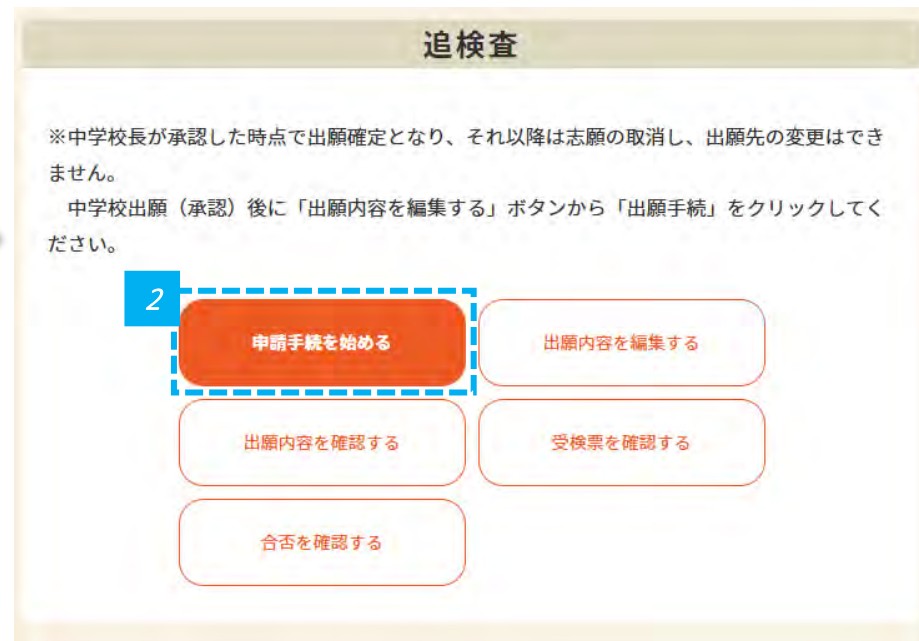 追検査
※中学校長が承認した時点で出願確定となり、それ以降は志願の取消し、出願先の変更はでき
ません。
　中学校出願（承認）後に「出願内容を編集する」ボタンから「出願手続」をクリックしてく
ださい。
2
申請手続を始める
出願内容を編集する
出願内容を確認する
受検票を確認する
合否を確認する